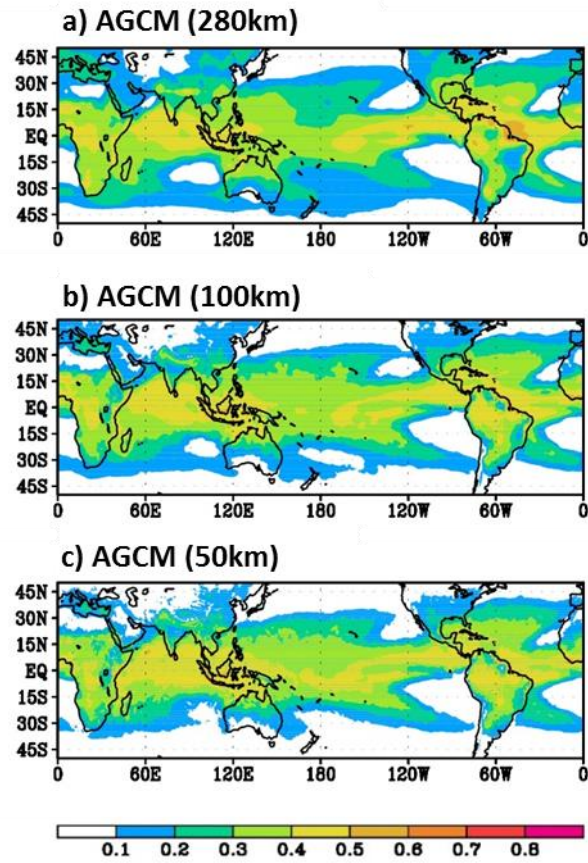 a) AGCM (280km)
45N
30N
15N
EQ
15S
30S
45S
0 60E 120E 180 120W 60W 0
b) AGCM (100km)
45N
30N
15N
EQ
15S
30S
45S
0 60E 120E 180 120W 60W 0
c) AGCM (50km)
45N
30N
15N
EQ
15S
30S
45S
0 60E 120E 180 120W 60W 0
0.1 0.2 0.3 0.4 0.5 0.6 0.7 0.8